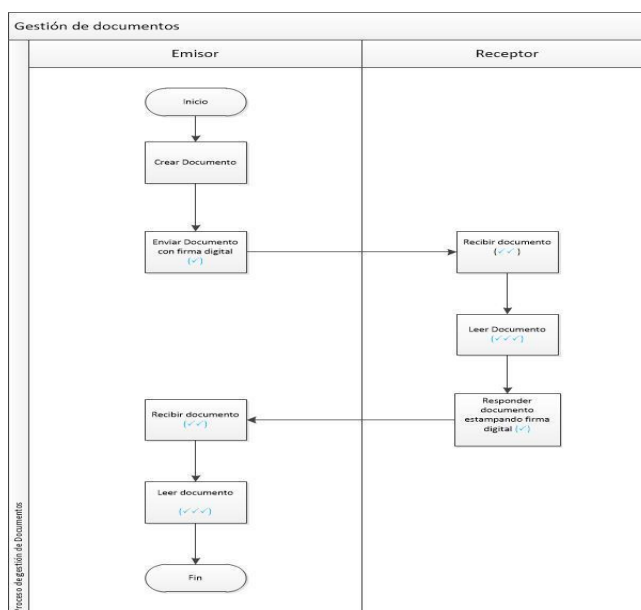 Gestión de documentos
Emisor
Receptor
Proceso de gestión de Documentos
Inicio
Crear Documento
Enviar Documento
con firma digital
(✓)
Recibir documento
(✓✓)
Leer Documento
(✓✓✓)
Responder
documento
estampando firma
digital (✓)
Recibir documento
(✓✓)
Leer documento
(✓✓✓)
Fin